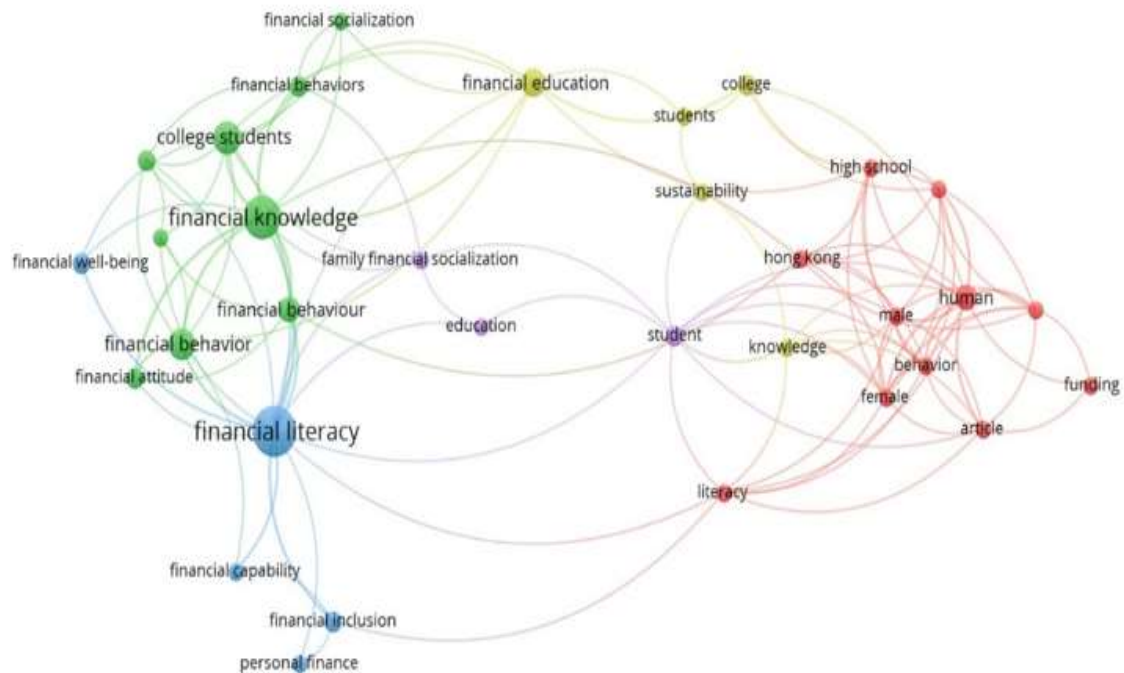 financial socialization
financial behaviors
financial education
college
students
college students
high school
sustainability
financial knowledge
financial well-being
family financial socialization
hong kong
human
financial behaviour
male
education
student
knowledge
financial behavior
behavior
financial attitude
funding
female
financial literacy
article
literacy
financial capability
financial inclusion
personal finance